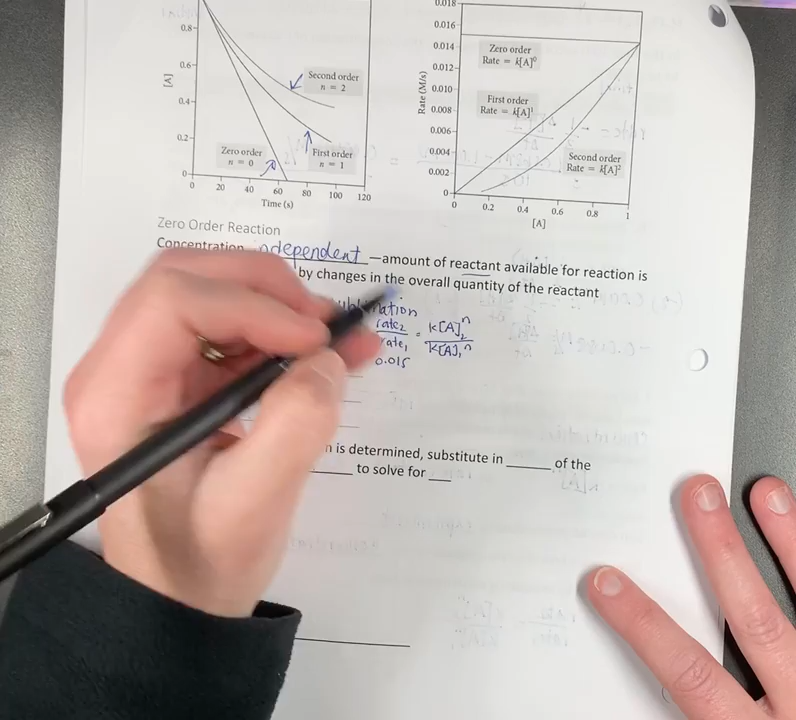 0.8
0.6
0.4
0.2
0
[A]
Second order
n = 2
First order
n = 1
Zero order
n = 0
0
20
40
60
80
100
120
Time (s)
0.018
0.016
0.014
0.012
0.010
0.008
0.006
0.004
0.002
0
Rate (M/s)
Zero order
Rate = k[A]⁰
First order
Rate = k[A]¹
Second order
Rate = k[A]²
0
0.2
0.4
0.6
0.8
1
[A]
Zero Order Reaction
Concentration independent —amount of reactant available for reaction is
by changes in the overall quantity of the reactant
rate₂ = k[A]₂ⁿ
rate₁ k[A]₁ⁿ
0.015
is determined, substitute in _____ of the
_____ to solve for ___